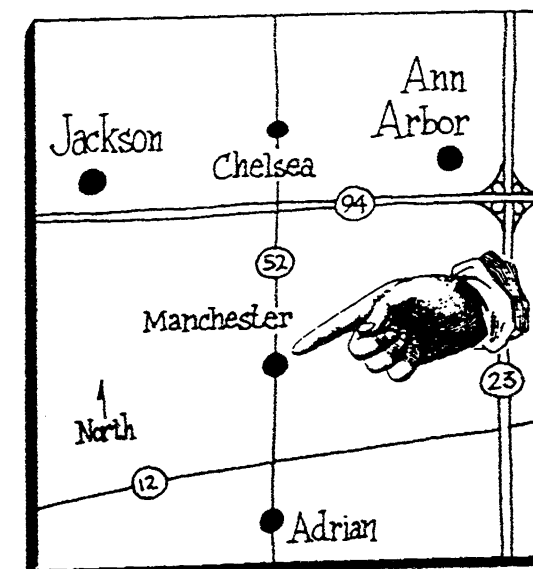 Ann
Arbor
Jackson
Chelsea
94
52
Manchester
23
North
12
Adrian